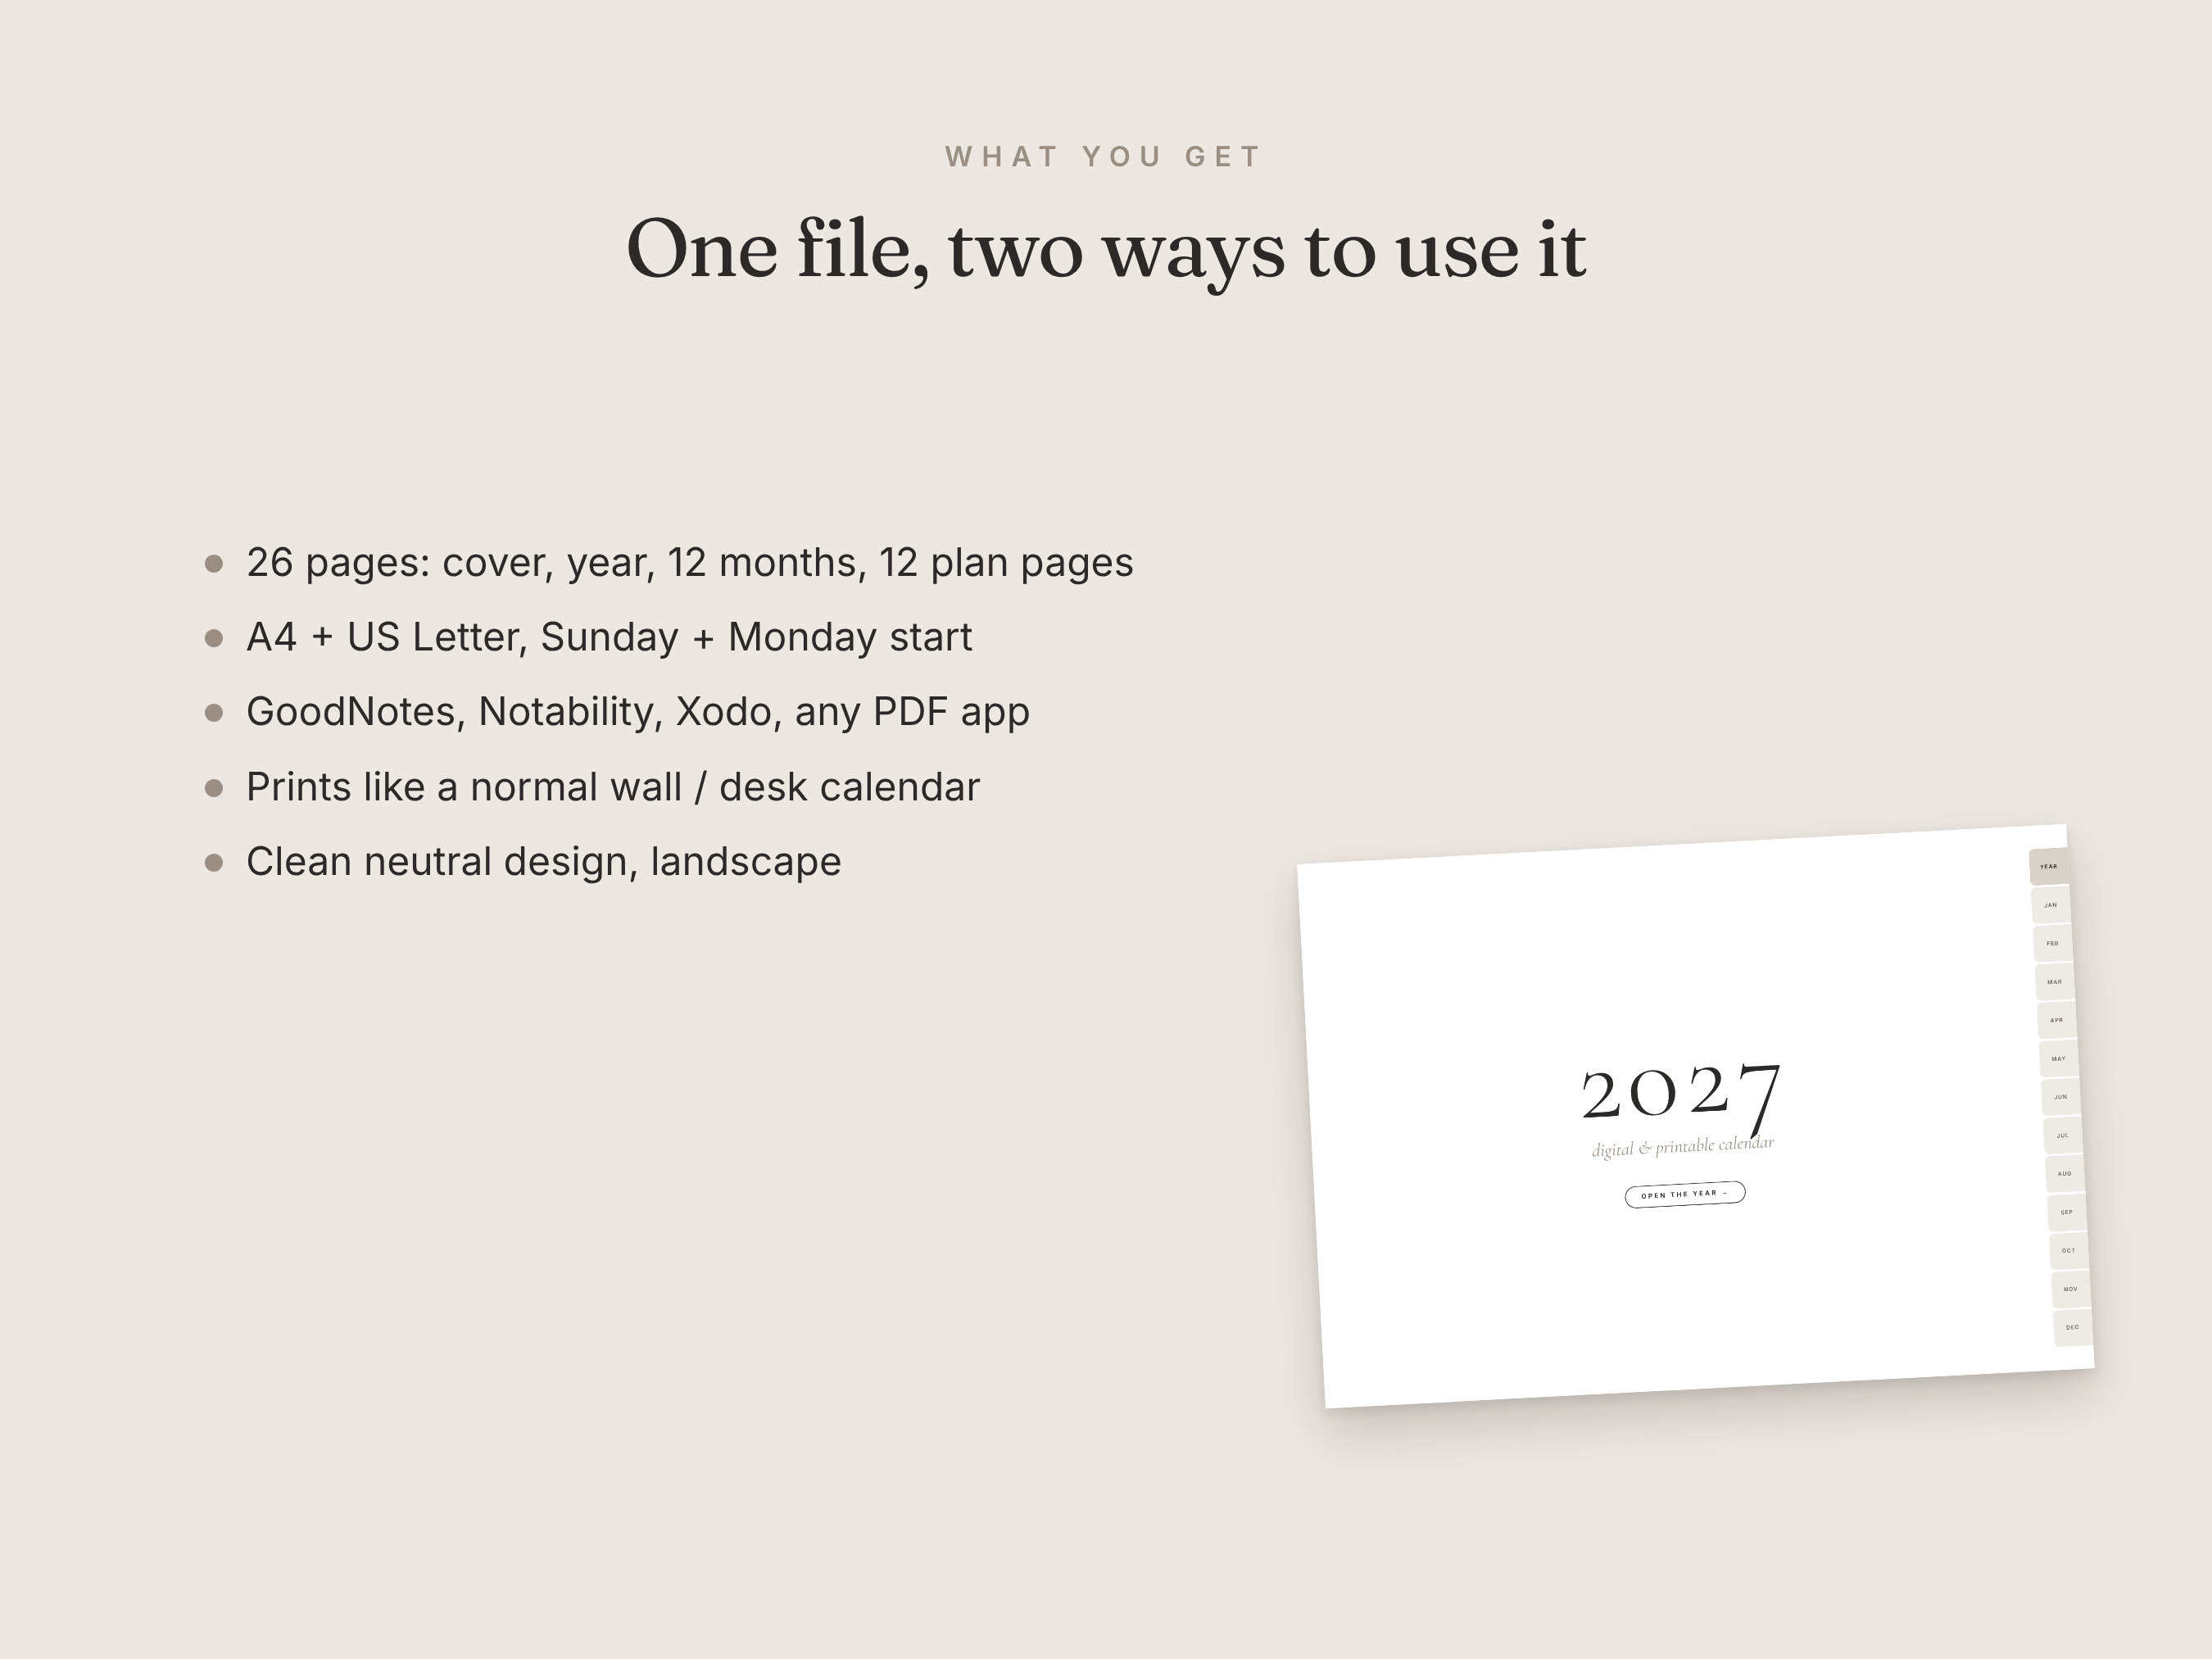 WHAT YOU GET
One file, two ways to use it
26 pages: cover, year, 12 months, 12 plan pages
A4 + US Letter, Sunday + Monday start
GoodNotes, Notability, Xodo, any PDF app
Prints like a normal wall / desk calendar
Clean neutral design, landscape
2027
digital & printable calendar
OPEN THE YEAR →
YEAR
JAN
FEB
MAR
APR
MAY
JUN
JUL
AUG
SEP
OCT
NOV
DEC